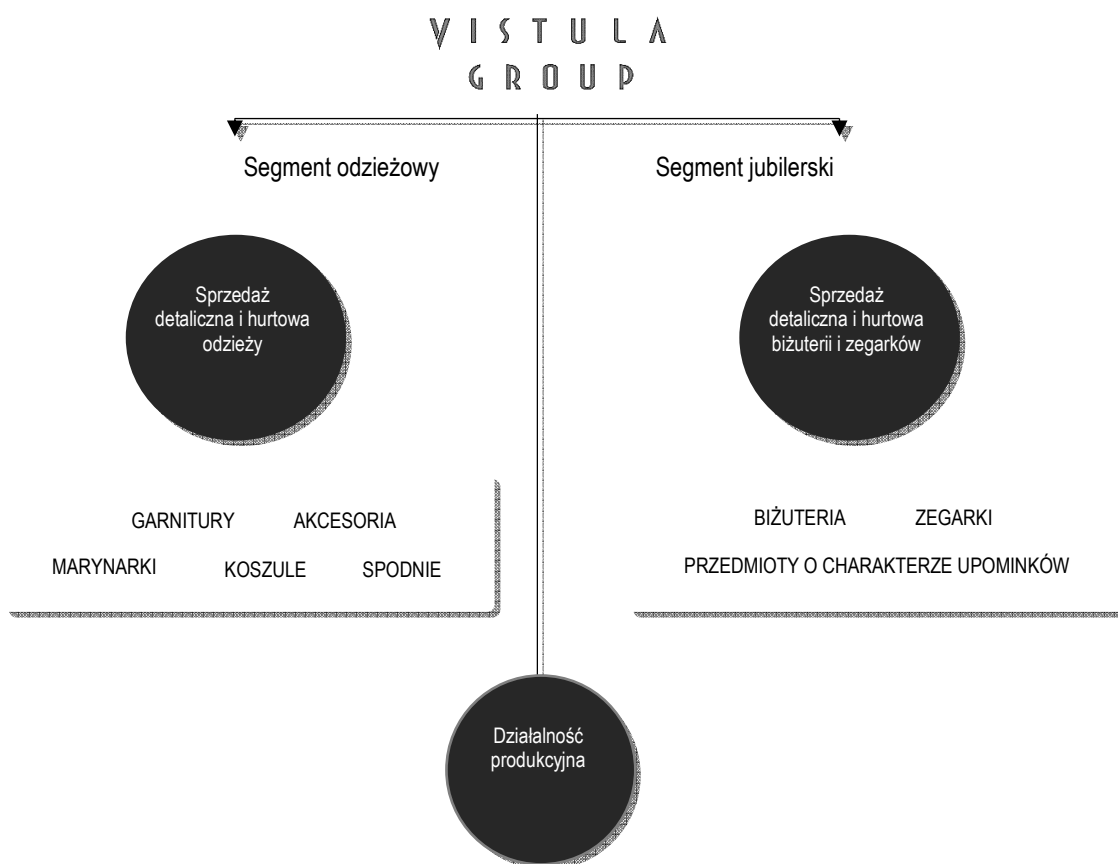 VISTULA
GROUP
Segment odzieżowy
Segment jubilerski
Sprzedaż
detaliczna i hurtowa
odzieży
Sprzedaż
detaliczna i hurtowa
biżuterii i zegarków
GARNITURY AKCESORIA
MARYNARKI KOSZULE SPODNIE
BIŻUTERIA ZEGARKI
PRZEDMIOTY O CHARAKTERZE UPOMINKÓW
Działalność
produkcyjna